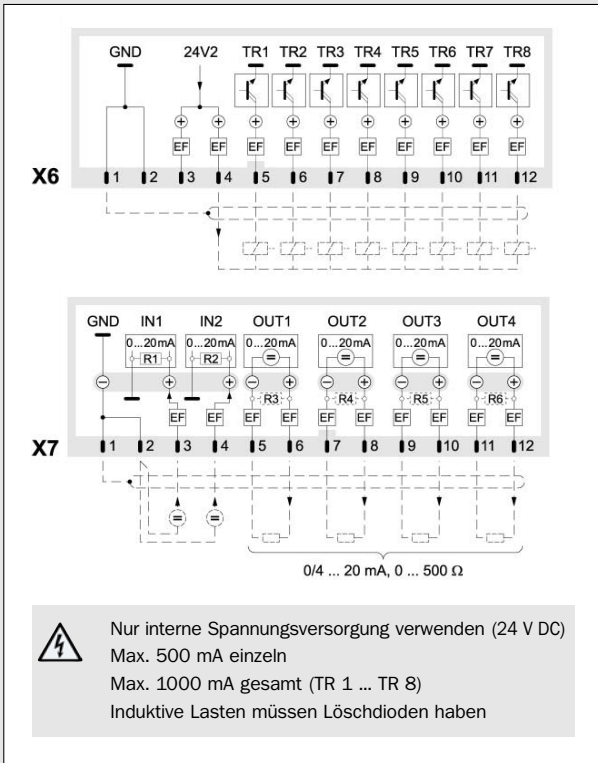 GND 24V2 TR1 TR2 TR3 TR4 TR5 TR6 TR7 TR8
+ + + + + + + + + +
EF EF EF EF EF EF EF EF EF EF
X6 1 2 3 4 5 6 7 8 9 10 11 12
GND IN1 IN2 OUT1 OUT2 OUT3 OUT4
0...20mA 0...20mA 0...20mA 0...20mA 0...20mA 0...20mA
R1 R2 = = = =
− + + − + − + − + − +
R3 R4 R5 R6
EF EF EF EF EF EF EF EF EF EF
X7 1 2 3 4 5 6 7 8 9 10 11 12
= =
0/4 ... 20 mA, 0 ... 500 Ω
Nur interne Spannungsversorgung verwenden (24 V DC)
Max. 500 mA einzeln
Max. 1000 mA gesamt (TR 1 ... TR 8)
Induktive Lasten müssen Löschdioden haben